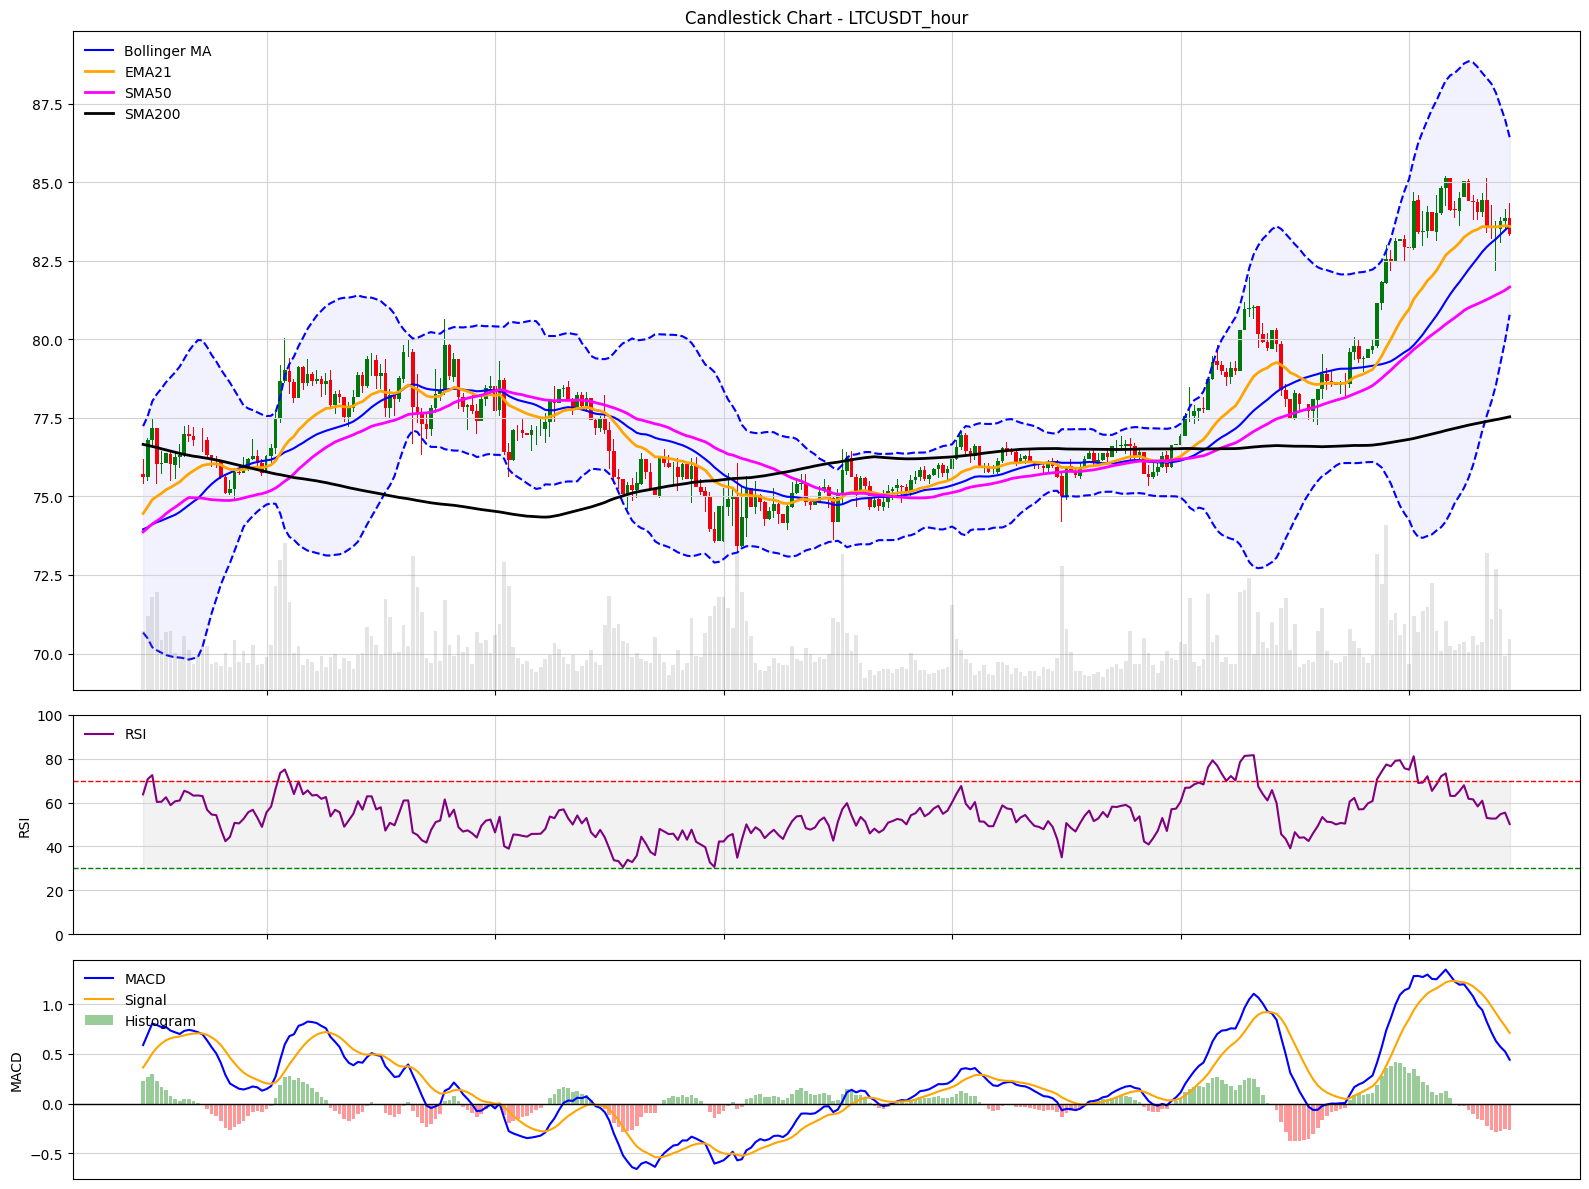 Candlestick Chart - LTCUSDT_hour
Bollinger MA
EMA21
SMA50
SMA200
87.5
85.0
82.5
80.0
77.5
75.0
72.5
70.0
RSI
100
80
60
40
20
0
RSI
MACD
Signal
Histogram
1.0
0.5
0.0
−0.5
MACD